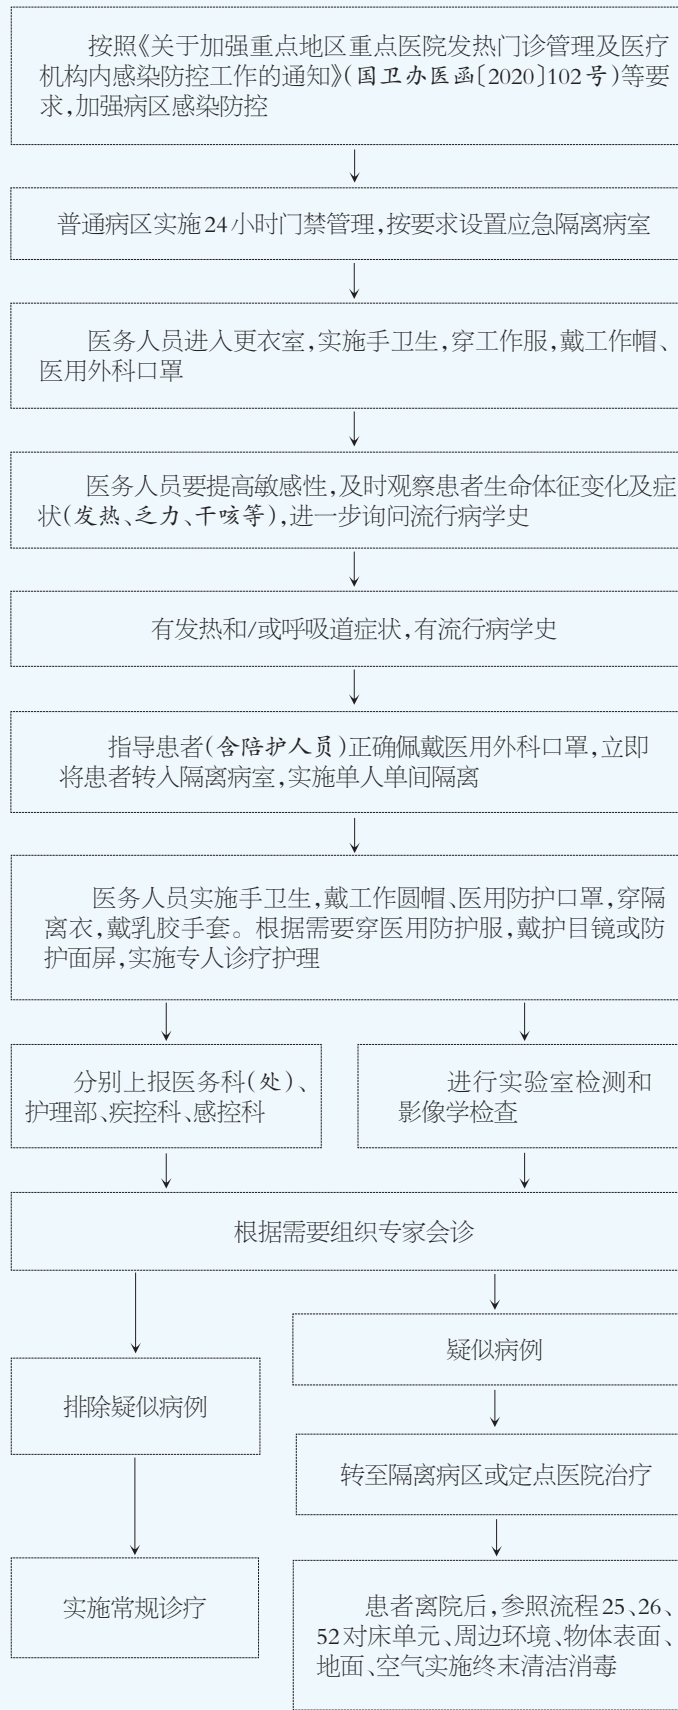 按照《关于加强重点地区重点医院发热门诊管理及医疗
机构内感染防控工作的通知》(国卫办医函〔2020〕102号)等要
求,加强病区感染防控
普通病区实施24小时门禁管理,按要求设置应急隔离病室
医务人员进入更衣室,实施手卫生,穿工作服,戴工作帽、
医用外科口罩
医务人员要提高敏感性,及时观察患者生命体征变化及症
状(发热、乏力、干咳等),进一步询问流行病学史
有发热和/或呼吸道症状,有流行病学史
指导患者(含陪护人员)正确佩戴医用外科口罩,立即
将患者转入隔离病室,实施单人单间隔离
医务人员实施手卫生,戴工作圆帽、医用防护口罩,穿隔
离衣,戴乳胶手套。根据需要穿医用防护服,戴护目镜或防
护面屏,实施专人诊疗护理
分别上报医务科(处)、
护理部、疾控科、感控科
进行实验室检测和
影像学检查
根据需要组织专家会诊
疑似病例
排除疑似病例
转至隔离病区或定点医院治疗
实施常规诊疗
患者离院后,参照流程25、26、
52对床单元、周边环境、物体表面、
地面、空气实施终末清洁消毒